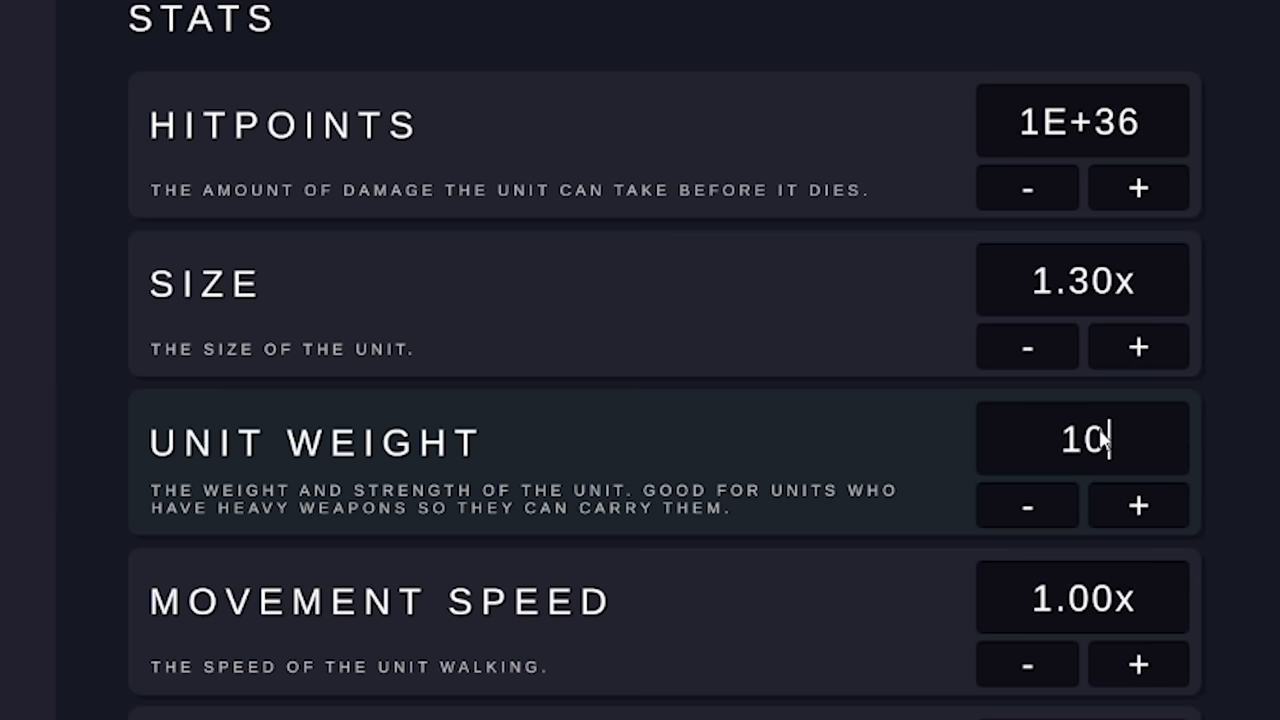 STATS
HITPOINTS
1E+36
THE AMOUNT OF DAMAGE THE UNIT CAN TAKE BEFORE IT DIES.
- +
SIZE
1.30x
THE SIZE OF THE UNIT.
- +
UNIT WEIGHT
10
THE WEIGHT AND STRENGTH OF THE UNIT. GOOD FOR UNITS WHO
HAVE HEAVY WEAPONS SO THEY CAN CARRY THEM.
- +
MOVEMENT SPEED
1.00x
THE SPEED OF THE UNIT WALKING.
- +